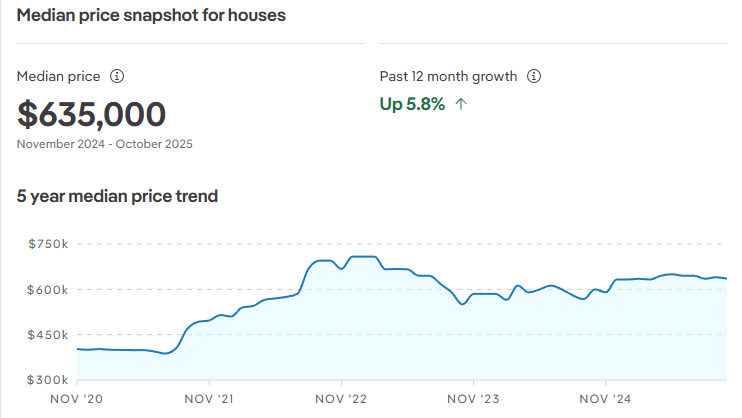 Median price snapshot for houses
Median price
Past 12 month growth
$635,000
Up 5.8% ↑
November 2024 - October 2025
5 year median price trend
$750k
$600k
$450k
$300k
NOV '20 NOV '21 NOV '22 NOV '23 NOV '24